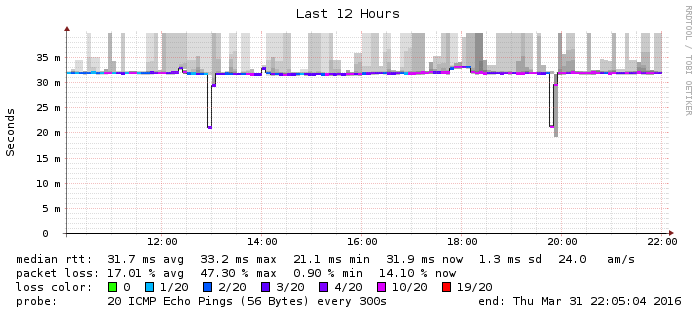 Last 12 Hours
RRDTOOL / TOBI OETIKER
Seconds
35 m
30 m
25 m
20 m
15 m
10 m
5 m
0
12:00 14:00 16:00 18:00 20:00 22:00
median rtt: 31.7 ms avg 33.2 ms max 21.1 ms min 31.9 ms now 1.3 ms sd 24.0 am/s
packet loss: 17.01 % avg 47.30 % max 0.90 % min 14.10 % now
loss color: 0 1/20 2/20 3/20 4/20 10/20 19/20
probe: 20 ICMP Echo Pings (56 Bytes) every 300s end: Thu Mar 31 22:05:04 2016